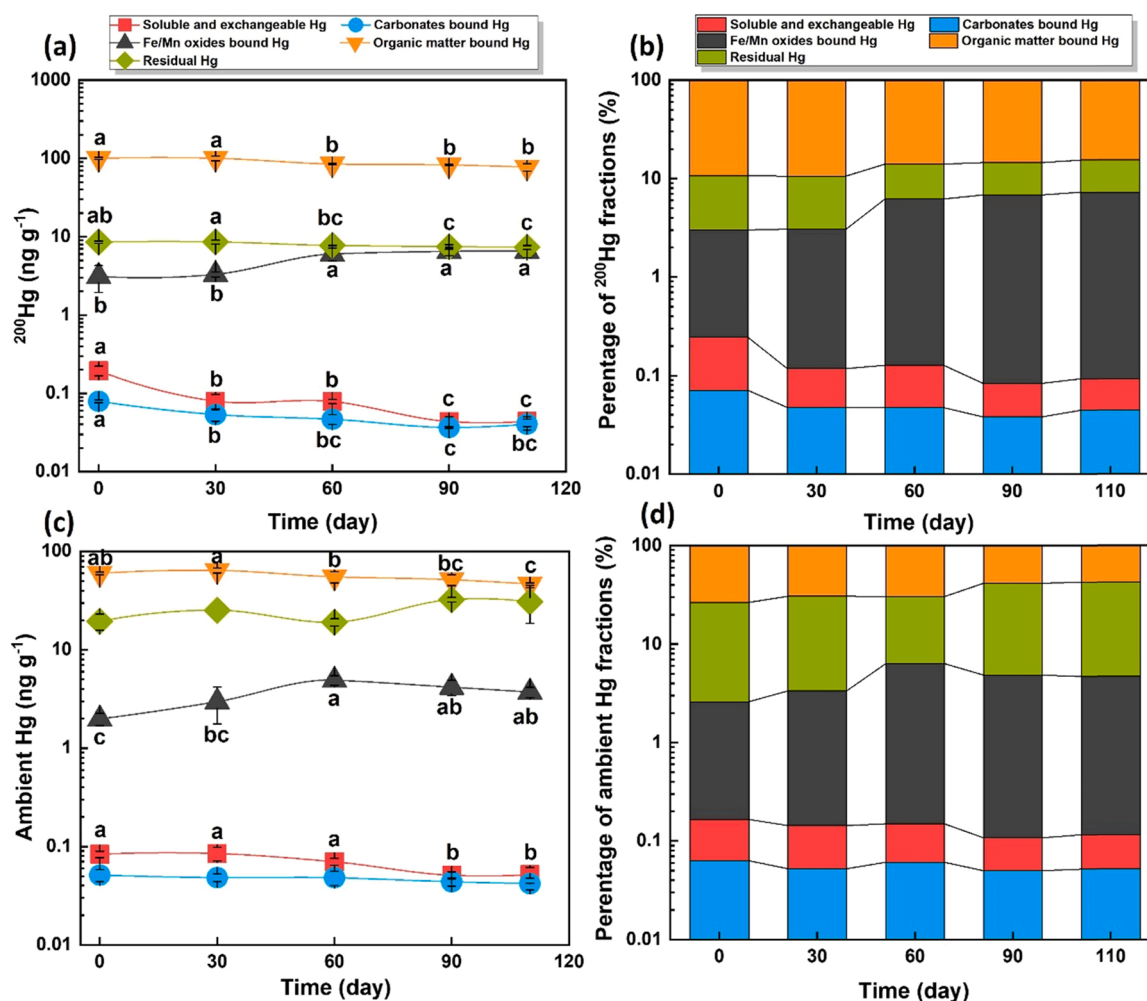 (a)
Soluble and exchangeable Hg
Carbonates bound Hg
Fe/Mn oxides bound Hg
Organic matter bound Hg
Residual Hg
1000
100
10
1
0.1
0.01
²⁰⁰Hg (ng g⁻¹)
a a b b b
ab a bc c c
b b a a a
a b b c c
a b bc c bc
0 30 60 90 120
Time (day)
(b)
Soluble and exchangeable Hg
Carbonates bound Hg
Fe/Mn oxides bound Hg
Organic matter bound Hg
Residual Hg
100
10
1
0.1
0.01
Perentage of ²⁰⁰Hg fractions (%)
0 30 60 90 110
Time (day)
(c)
100
10
1
0.1
0.01
Ambient Hg (ng g⁻¹)
ab a b bc c
c bc a ab ab
a a a b b
0 30 60 90 120
Time (day)
(d)
100
10
1
0.1
0.01
Perentage of ambient Hg fractions (%)
0 30 60 90 110
Time (day)